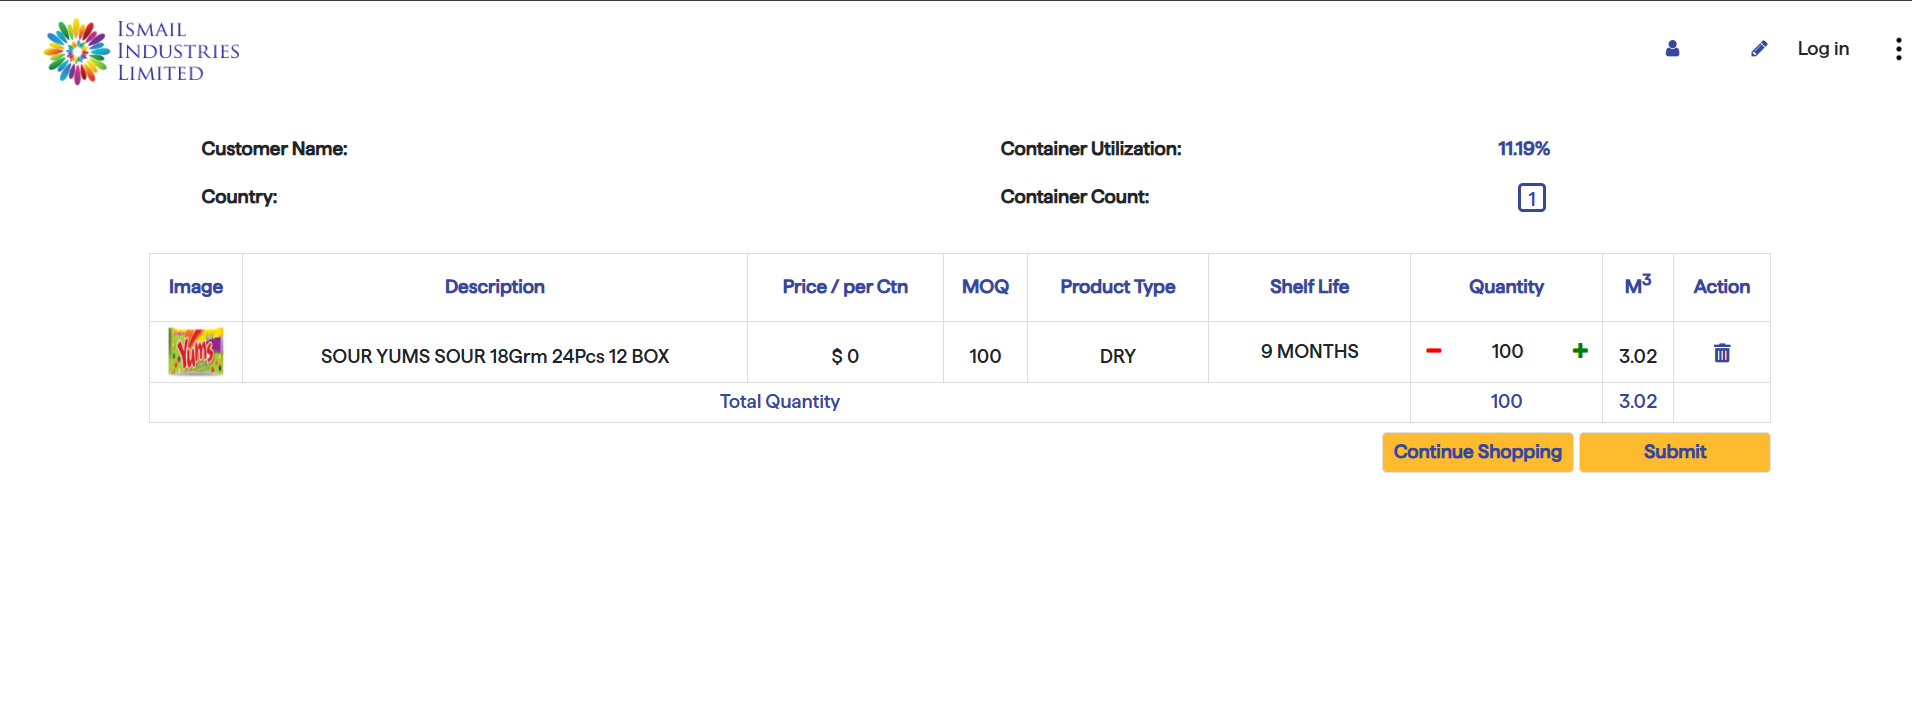 ISMAIL
INDUSTRIES
LIMITED
Log in
Customer Name:
Container Utilization:
11.19%
Country:
Container Count:
1
Image
Description
Price / per Ctn
MOQ
Product Type
Shelf Life
Quantity
M³
Action
Yums
SOUR YUMS SOUR 18Grm 24Pcs 12 BOX
$ 0
100
DRY
9 MONTHS
100
3.02
Total Quantity
100
3.02
Continue Shopping
Submit